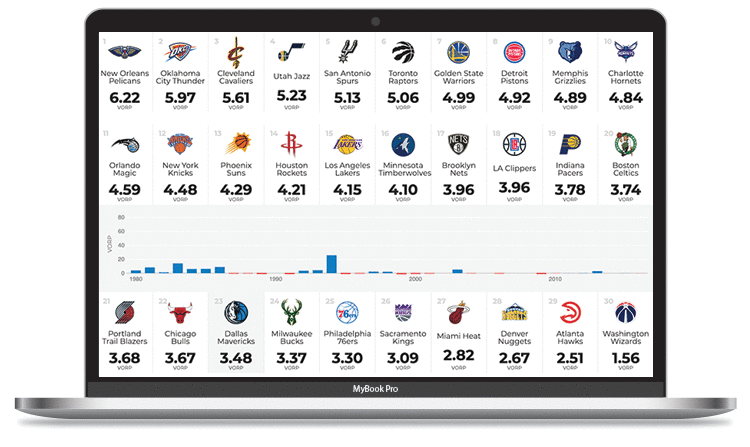 1 2 3 4 5 6 7 8 9 10
New Orleans Oklahoma Cleveland Utah Jazz San Antonio Toronto Golden State Detroit Memphis Charlotte
Pelicans City Thunder Cavaliers Spurs Raptors Warriors Pistons Grizzlies Hornets
6.22 5.97 5.61 5.23 5.13 5.06 4.99 4.92 4.89 4.84
VORP VORP VORP VORP VORP VORP VORP VORP VORP VORP
11 12 13 14 15 16 17 18 19 20
Orlando New York Phoenix Houston Los Angeles Minnesota Brooklyn LA Clippers Indiana Boston
Magic Knicks Suns Rockets Lakers Timberwolves Nets Pacers Celtics
4.59 4.48 4.29 4.21 4.15 4.10 3.96 3.96 3.78 3.74
VORP VORP VORP VORP VORP VORP VORP VORP VORP VORP
80
60
40
20
0
VORP
1980 1990 2000 2010
21 22 23 24 25 26 27 28 29 30
Portland Chicago Dallas Milwaukee Philadelphia Sacramento Miami Heat Denver Atlanta Washington
Trail Blazers Bulls Mavericks Bucks 76ers Kings Nuggets Hawks Wizards
3.68 3.67 3.48 3.37 3.30 3.09 2.82 2.67 2.51 1.56
VORP VORP VORP VORP VORP VORP VORP VORP VORP VORP
MyBook Pro